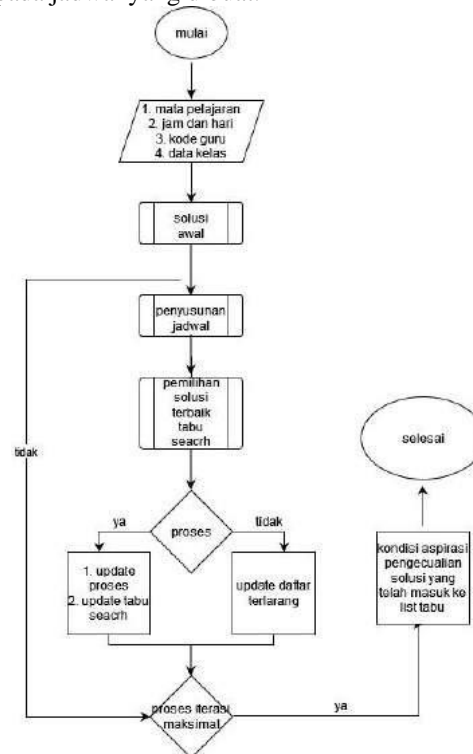 mulai
1. mata pelajaran
2. jam dan hari
3. kode guru
4. data kelas
solusi
awal
penyusunan
jadwal
pemilihan
solusi
terbaik
tabu
seacrh
tidak
selesai
ya
proses
tidak
1. update
proses
2. update tabu
seacrh
update daftar
terlarang
kondisi aspirasi
pengecualian
solusi yang
telah masuk ke
list tabu
proses iterasi
maksimal
ya